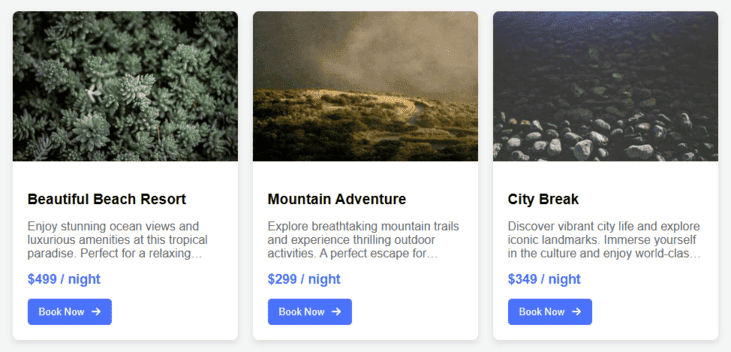 Beautiful Beach Resort
Enjoy stunning ocean views and
luxurious amenities at this tropical
paradise. Perfect for a relaxing…
$499 / night
Book Now →
Mountain Adventure
Explore breathtaking mountain trails
and experience thrilling outdoor
activities. A perfect escape for…
$299 / night
Book Now →
City Break
Discover vibrant city life and explore
iconic landmarks. Immerse yourself
in the culture and enjoy world-clas…
$349 / night
Book Now →